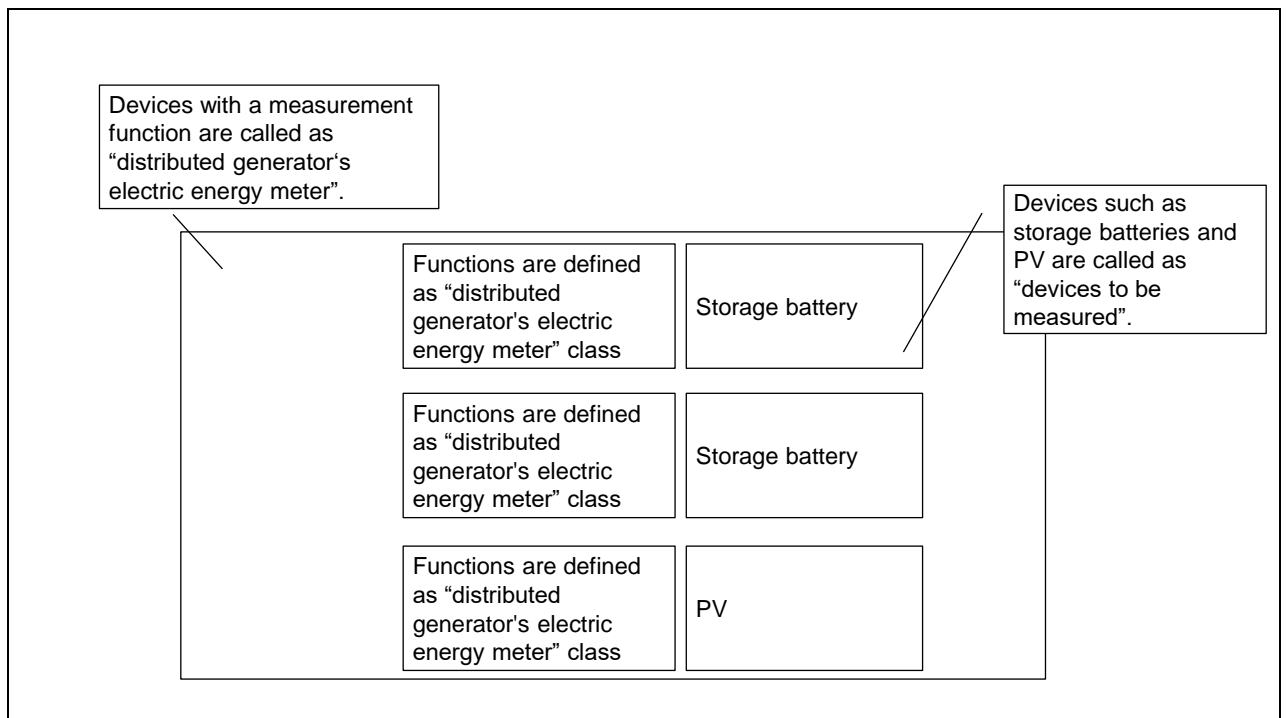 Devices with a measurement
function are called as
“distributed generator‘s
electric energy meter”.
Devices such as
storage batteries and
PV are called as
“devices to be
measured”.
Functions are defined
as “distributed
generator's electric
energy meter” class
Storage battery
Functions are defined
as “distributed
generator's electric
energy meter” class
Storage battery
Functions are defined
as “distributed
generator's electric
energy meter” class
PV